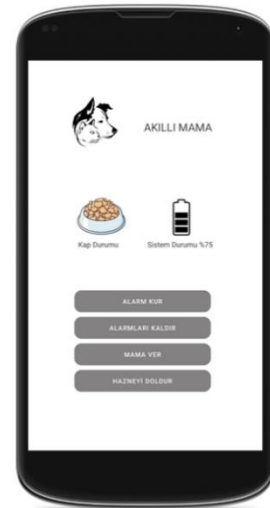 AKILLI MAMA
Kap Durumu
Sistem Durumu %75
ALARM KUR
ALARMLARI KALDIR
MAMA VER
HAZNEYİ DOLDUR